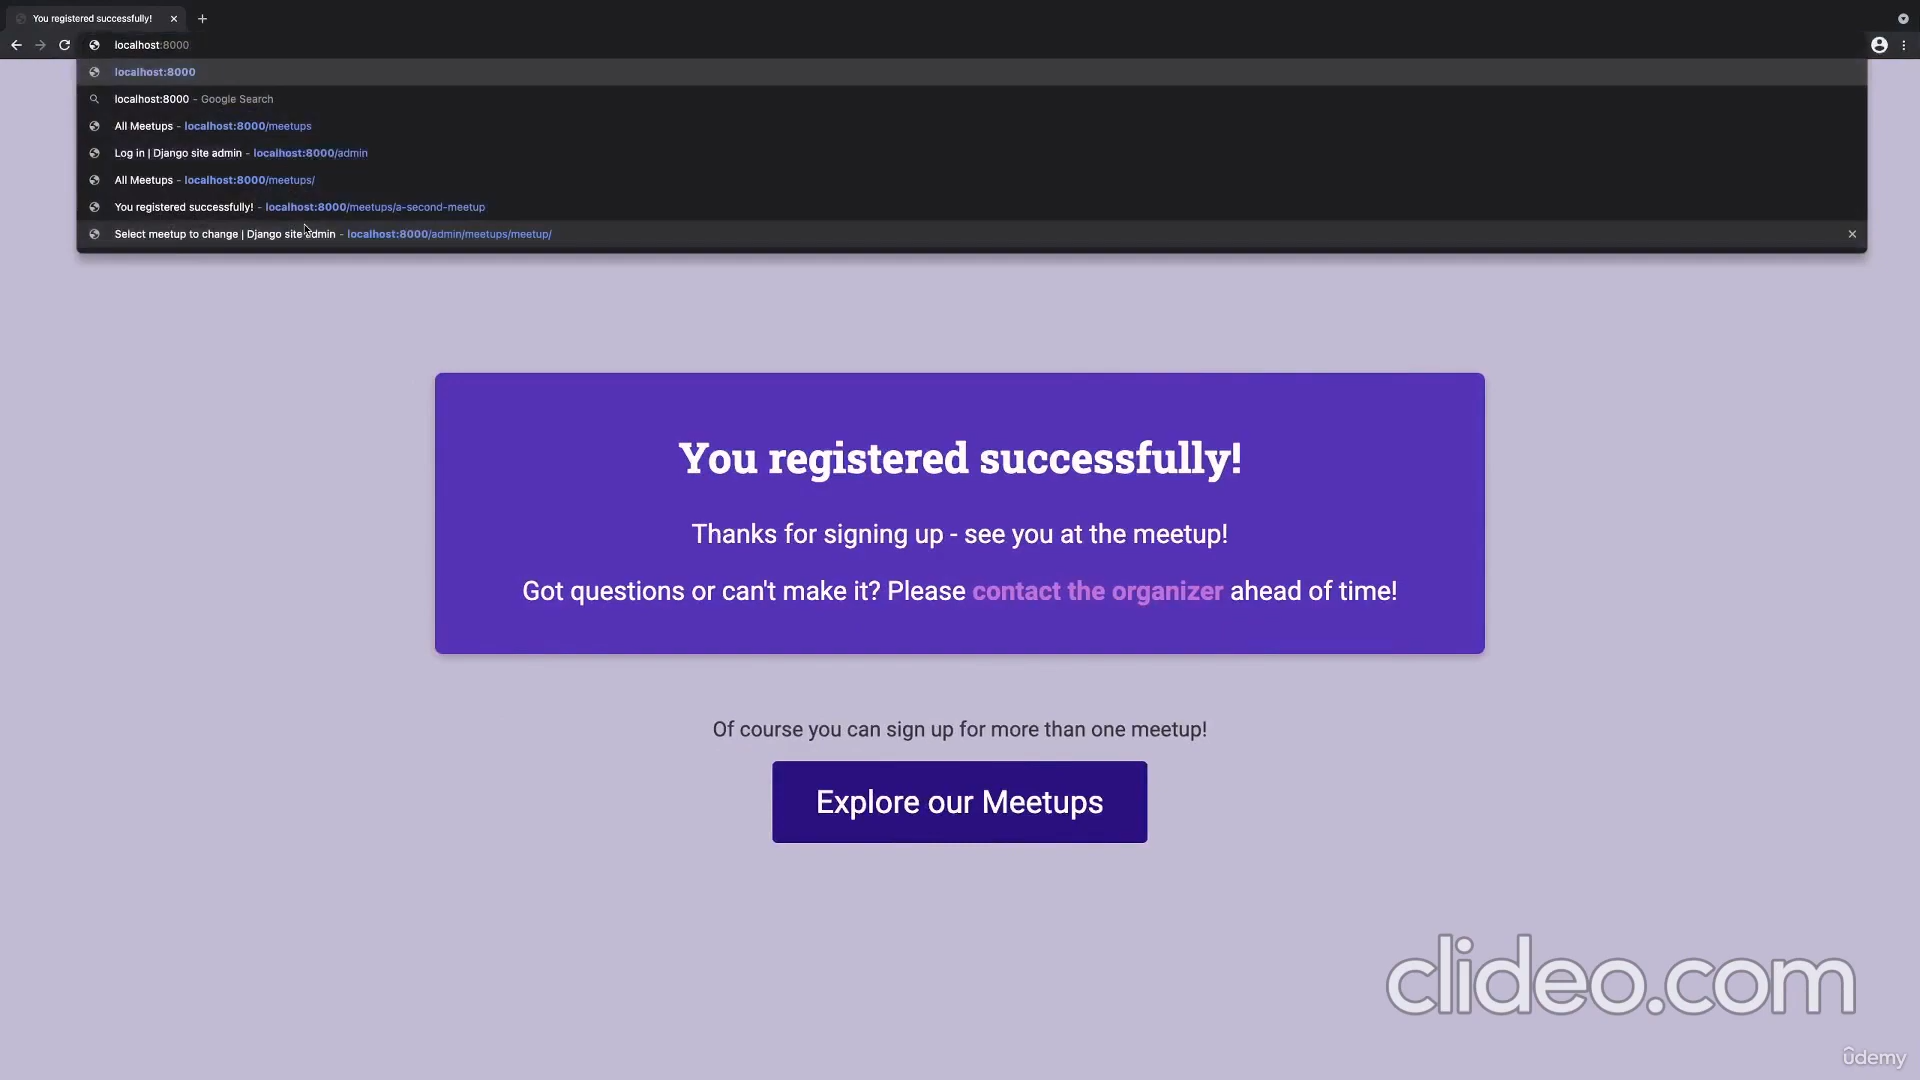 You registered successfully!
localhost:8000
localhost:8000
localhost:8000 - Google Search
All Meetups - localhost:8000/meetups
Log in | Django site admin - localhost:8000/admin
All Meetups - localhost:8000/meetups/
You registered successfully! - localhost:8000/meetups/a-second-meetup
Select meetup to change | Django site admin - localhost:8000/admin/meetups/meetup/
You registered successfully!
Thanks for signing up - see you at the meetup!
Got questions or can't make it? Please contact the organizer ahead of time!
Of course you can sign up for more than one meetup!
Explore our Meetups
clideo.com
ûdemy